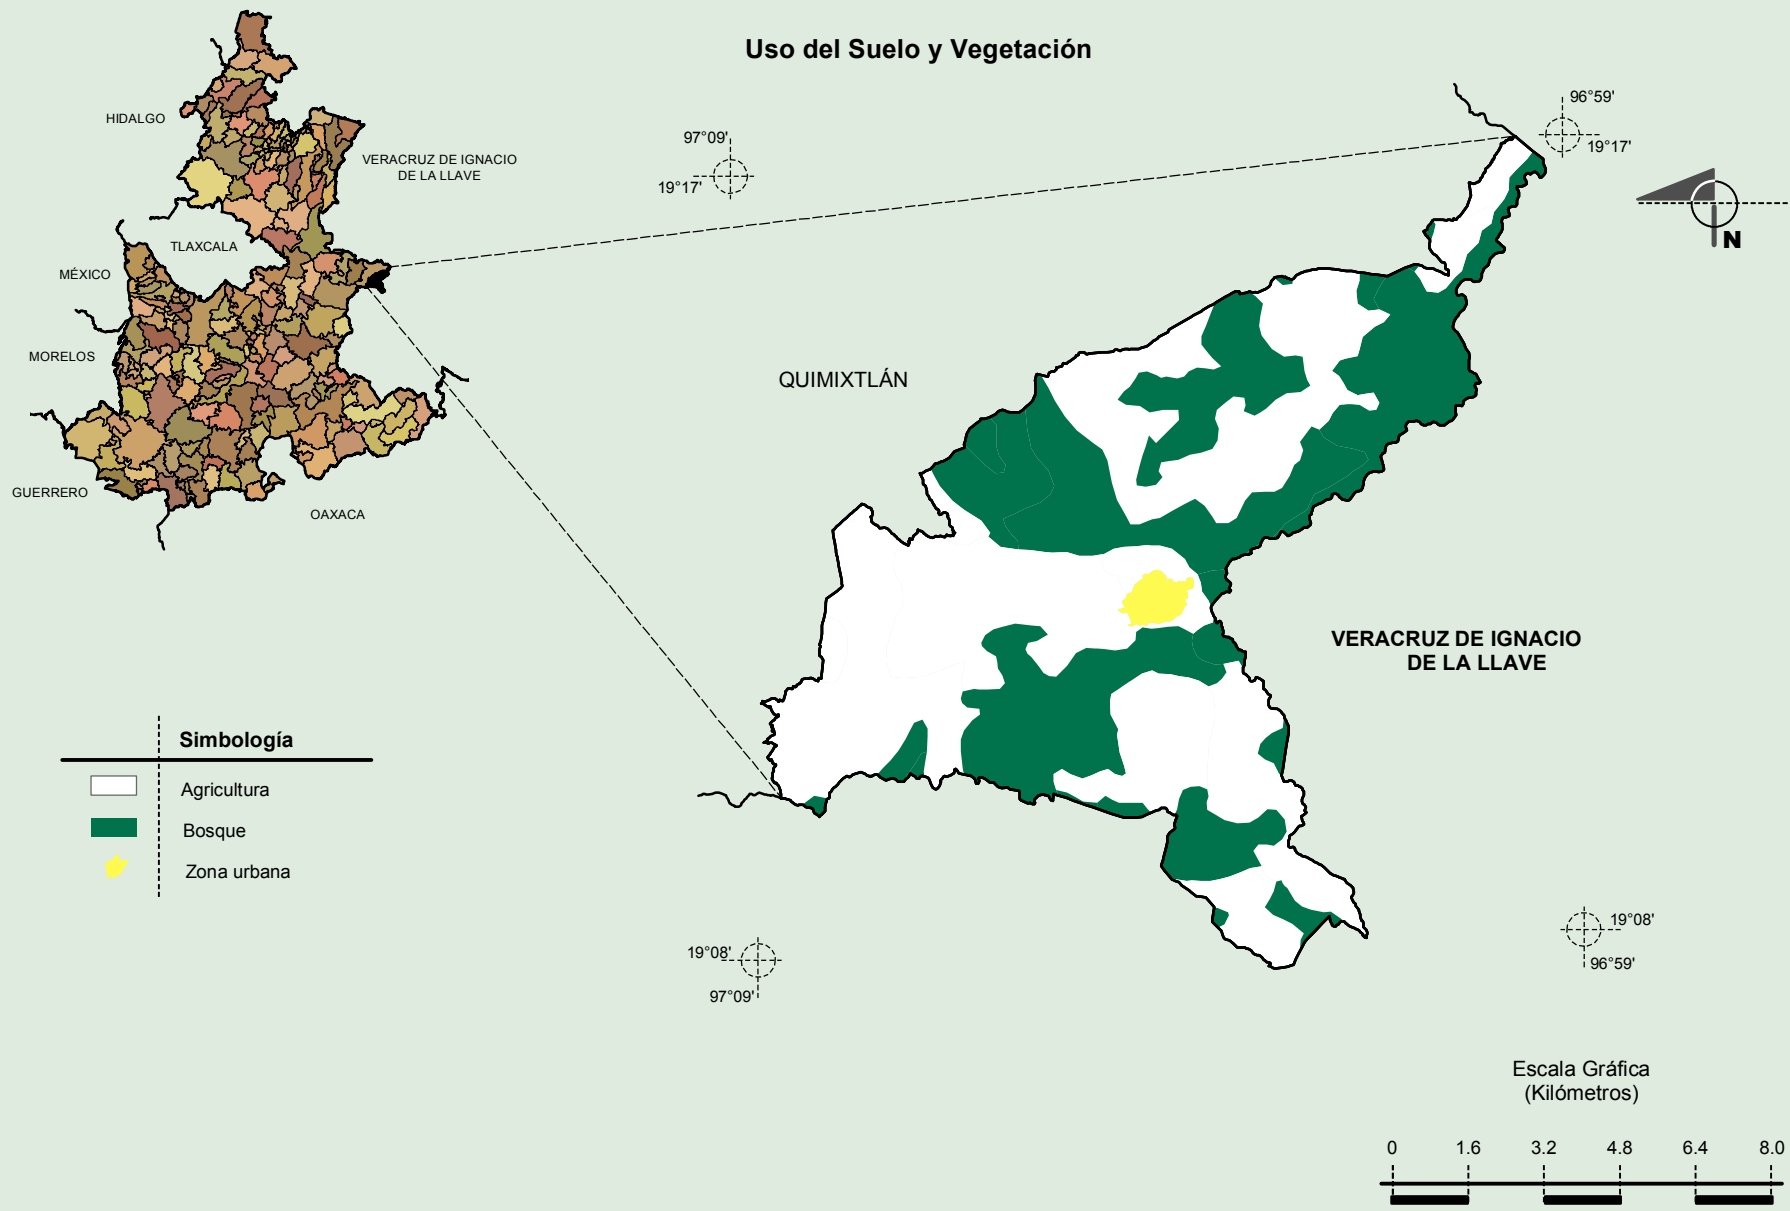 Uso del Suelo y Vegetación
HIDALGO
VERACRUZ DE IGNACIO
DE LA LLAVE
TLAXCALA
MÉXICO
MORELOS
GUERRERO
OAXACA
97°09'
19°17'
96°59'
19°17'
N
QUIMIXTLÁN
VERACRUZ DE IGNACIO
DE LA LLAVE
Simbología
Agricultura
Bosque
Zona urbana
19°08'
97°09'
19°08'
96°59'
Escala Gráfica
(Kilómetros)
0 1.6 3.2 4.8 6.4 8.0